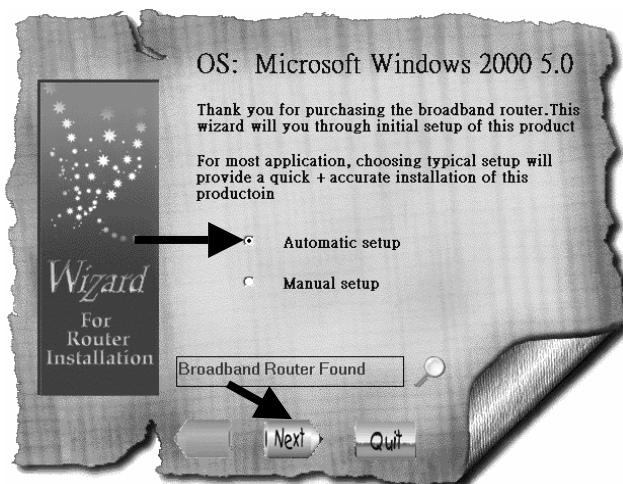 OS: Microsoft Windows 2000 5.0
Thank you for purchasing the broadband router.This
wizard will you through initial setup of this product
For most application, choosing typical setup will
provide a quick + accurate installation of this
productoin
Automatic setup
Manual setup
Wizard
For
Router
Installation
Broadband Router Found
Next
Quit